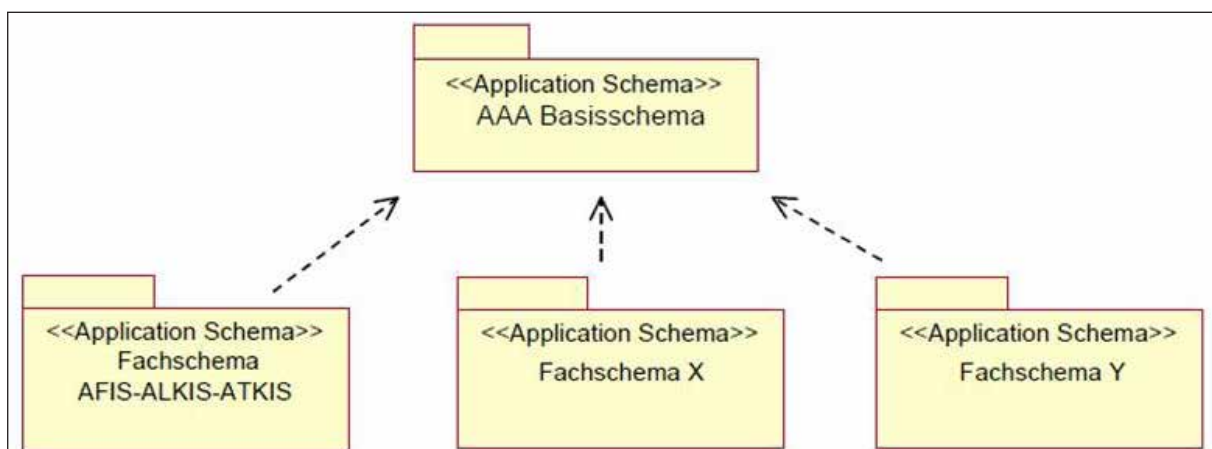 <<Application Schema>>
AAA Basisschema
<<Application Schema>>
Fachschema
AFIS-ALKIS-ATKIS
<<Application Schema>>
Fachschema X
<<Application Schema>>
Fachschema Y